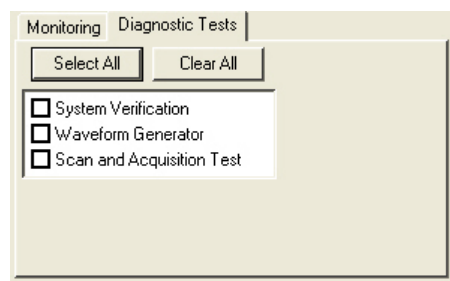 Monitoring Diagnostic Tests
Select All Clear All
System Verification
Waveform Generator
Scan and Acquisition Test